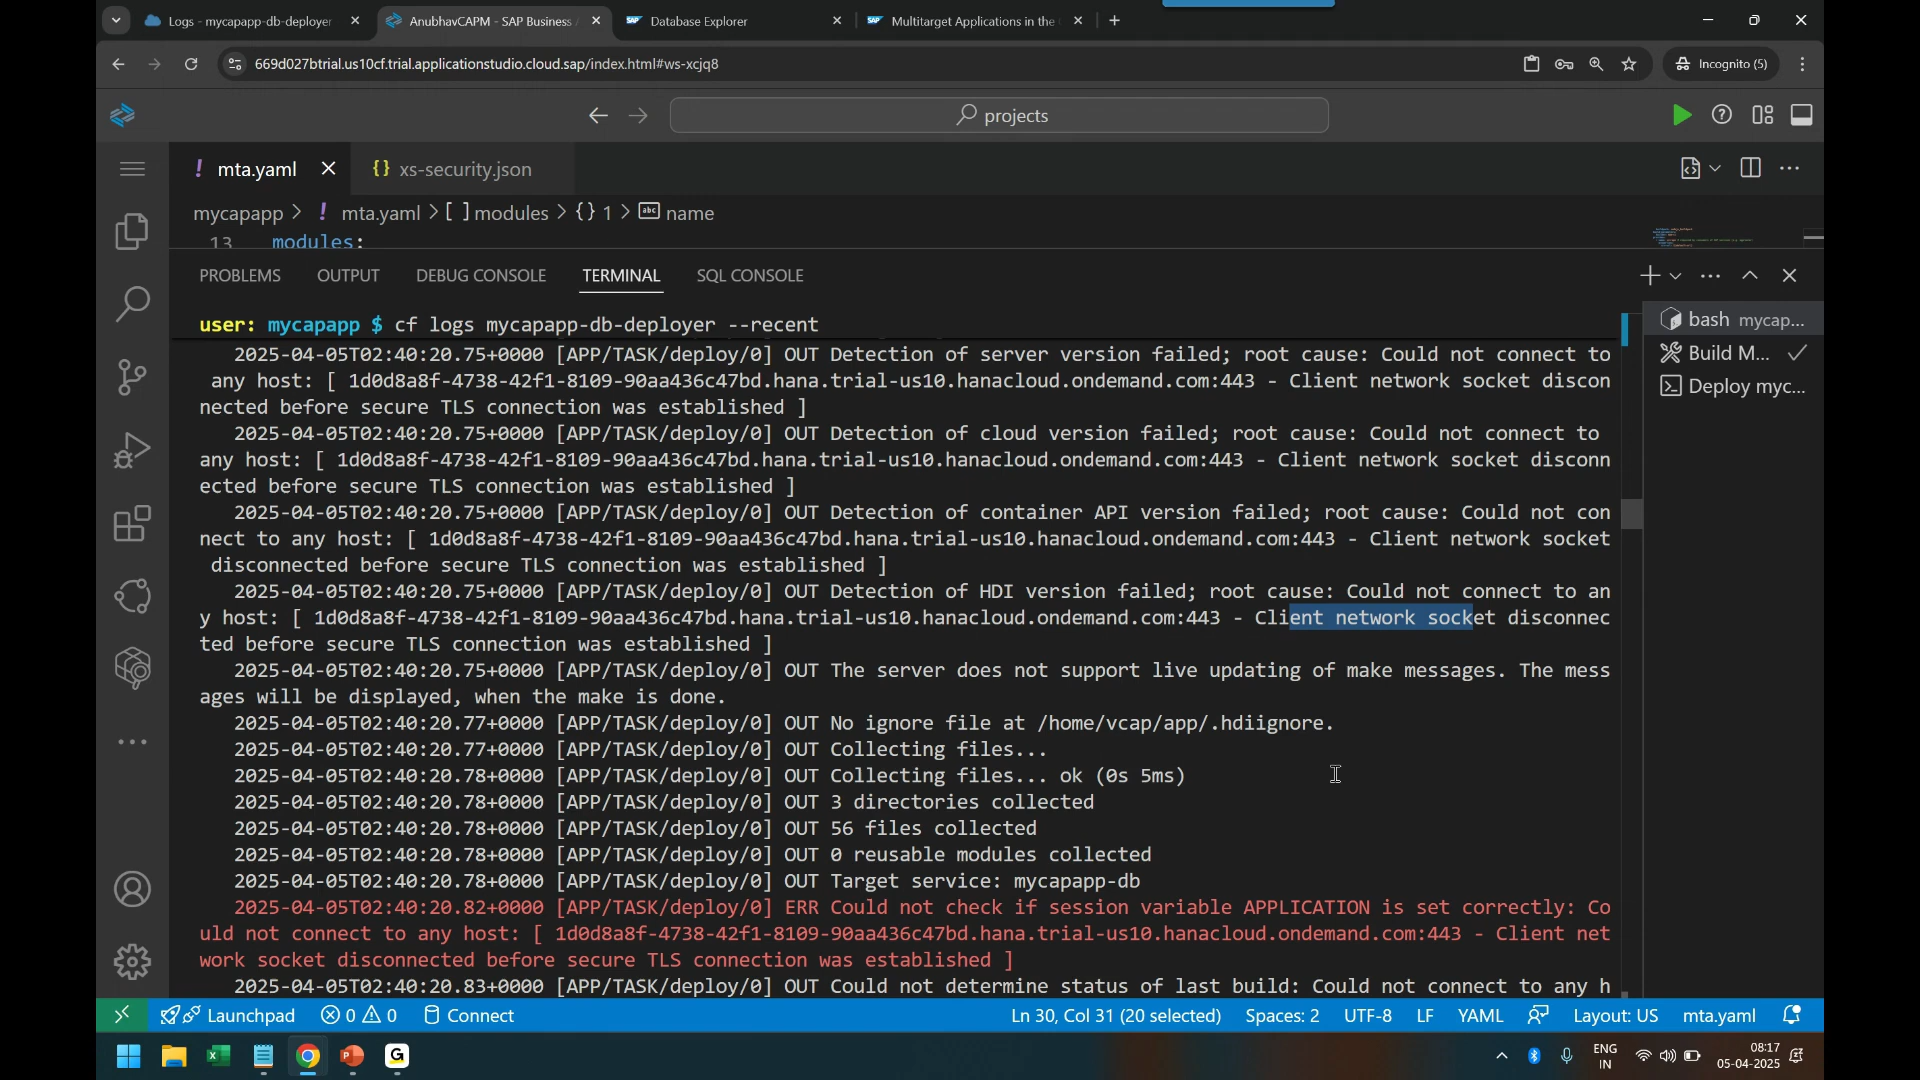 Logs - mycapapp-db-deployer
AnubhavCAPM - SAP Business
Database Explorer
Multitarget Applications in the
669d027btrial.us10cf.trial.applicationstudio.cloud.sap/index.html#ws-xcjq8
Incognito (5)
projects
mta.yaml
xs-security.json
mycapapp > ! mta.yaml > [ ] modules > {} 1 > abc name
13 modules:
PROBLEMS OUTPUT DEBUG CONSOLE TERMINAL SQL CONSOLE
user: mycapapp $ cf logs mycapapp-db-deployer --recent
2025-04-05T02:40:20.75+0000 [APP/TASK/deploy/0] OUT Detection of server version failed; root cause: Could not connect to
any host: [ 1d0d8a8f-4738-42f1-8109-90aa436c47bd.hana.trial-us10.hanacloud.ondemand.com:443 - Client network socket discon
nected before secure TLS connection was established ]
2025-04-05T02:40:20.75+0000 [APP/TASK/deploy/0] OUT Detection of cloud version failed; root cause: Could not connect to
any host: [ 1d0d8a8f-4738-42f1-8109-90aa436c47bd.hana.trial-us10.hanacloud.ondemand.com:443 - Client network socket disconn
ected before secure TLS connection was established ]
2025-04-05T02:40:20.75+0000 [APP/TASK/deploy/0] OUT Detection of container API version failed; root cause: Could not con
nect to any host: [ 1d0d8a8f-4738-42f1-8109-90aa436c47bd.hana.trial-us10.hanacloud.ondemand.com:443 - Client network socket
disconnected before secure TLS connection was established ]
2025-04-05T02:40:20.75+0000 [APP/TASK/deploy/0] OUT Detection of HDI version failed; root cause: Could not connect to an
y host: [ 1d0d8a8f-4738-42f1-8109-90aa436c47bd.hana.trial-us10.hanacloud.ondemand.com:443 - Client network socket disconnec
ted before secure TLS connection was established ]
2025-04-05T02:40:20.75+0000 [APP/TASK/deploy/0] OUT The server does not support live updating of make messages. The mess
ages will be displayed, when the make is done.
2025-04-05T02:40:20.77+0000 [APP/TASK/deploy/0] OUT No ignore file at /home/vcap/app/.hdiignore.
2025-04-05T02:40:20.77+0000 [APP/TASK/deploy/0] OUT Collecting files...
2025-04-05T02:40:20.78+0000 [APP/TASK/deploy/0] OUT Collecting files... ok (0s 5ms)
2025-04-05T02:40:20.78+0000 [APP/TASK/deploy/0] OUT 3 directories collected
2025-04-05T02:40:20.78+0000 [APP/TASK/deploy/0] OUT 56 files collected
2025-04-05T02:40:20.78+0000 [APP/TASK/deploy/0] OUT 0 reusable modules collected
2025-04-05T02:40:20.78+0000 [APP/TASK/deploy/0] OUT Target service: mycapapp-db
2025-04-05T02:40:20.82+0000 [APP/TASK/deploy/0] ERR Could not check if session variable APPLICATION is set correctly: Co
uld not connect to any host: [ 1d0d8a8f-4738-42f1-8109-90aa436c47bd.hana.trial-us10.hanacloud.ondemand.com:443 - Client net
work socket disconnected before secure TLS connection was established ]
2025-04-05T02:40:20.83+0000 [APP/TASK/deploy/0] OUT Could not determine status of last build: Could not connect to any h
bash mycap...
Build M...
Deploy myc...
Launchpad 0 0 Connect
Ln 30, Col 31 (20 selected) Spaces: 2 UTF-8 LF YAML Layout: US mta.yaml
ENG
IN
08:17
05-04-2025